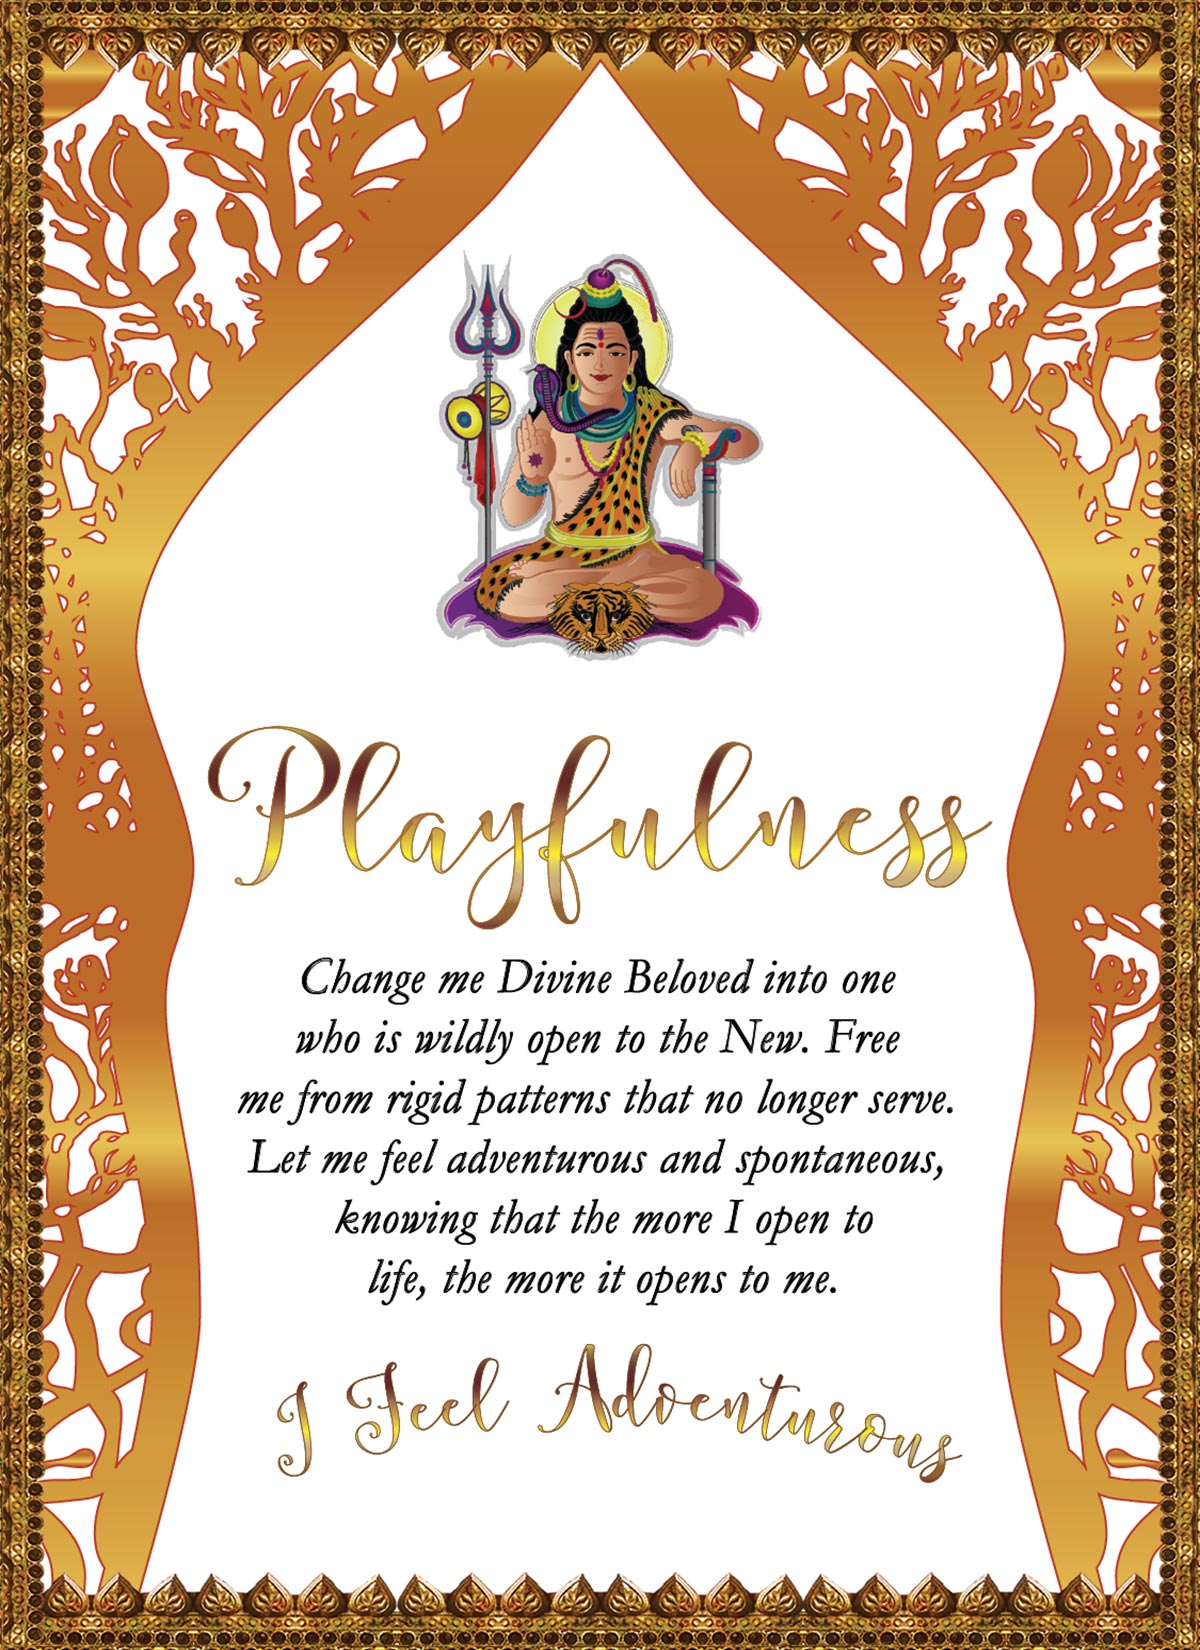 Playfulness
Change me Divine Beloved into one
who is wildly open to the New. Free
me from rigid patterns that no longer serve.
Let me feel adventurous and spontaneous,
knowing that the more I open to
life, the more it opens to me.
I Feel Adventurous